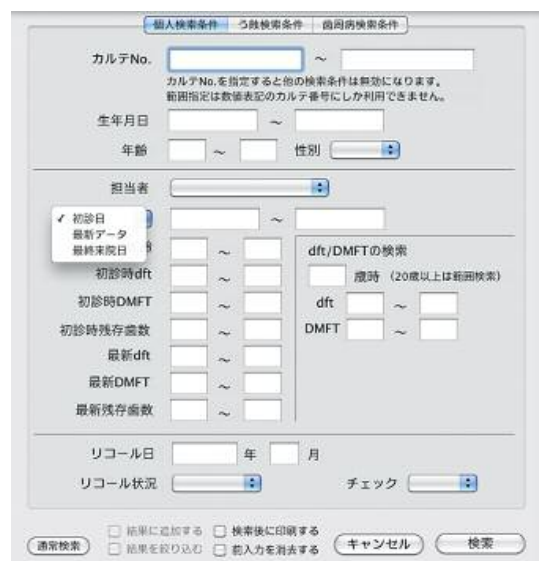 個人検索条件 う蝕検索条件 歯周病検索条件
カルテNo. ～
カルテNo.を指定すると他の検索条件は無効になります。
範囲指定は数値表記のカルテ番号にしか利用できません。
生年月日 ～
年齢 ～ 性別
担当者
✓ 初診日 ～
最新データ
最終来院日
～ dft/DMFTの検索
初診時dft ～ 歳時 (20歳以上は範囲検索)
初診時DMFT ～ dft ～
初診時残存歯数 ～ DMFT ～
最新dft ～
最新DMFT ～
最新残存歯数 ～
リコール日 年 月
リコール状況 チェック
通常検索 結果に追加する 検索後に印刷する キャンセル 検索
結果を絞り込む 前入力を消去する